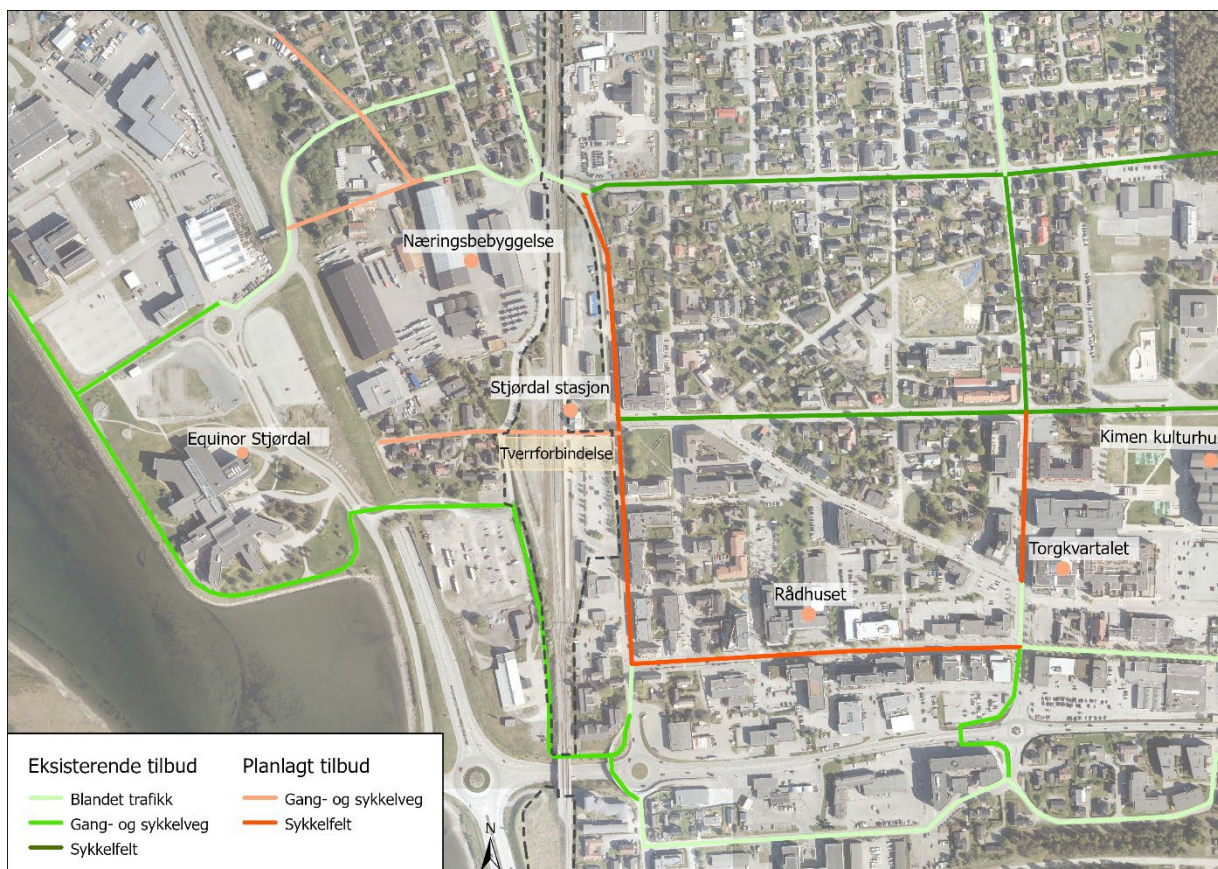 Næringsbebyggelse
Stjørdal stasjon
Equinor Stjørdal
Tverrforbindelse
Kimen kulturhu
Torgkvartalet
Rådhuset
Eksisterende tilbud
Blandet trafikk
Gang- og sykkelveg
Sykkelfelt
Planlagt tilbud
Gang- og sykkelveg
Sykkelfelt
N